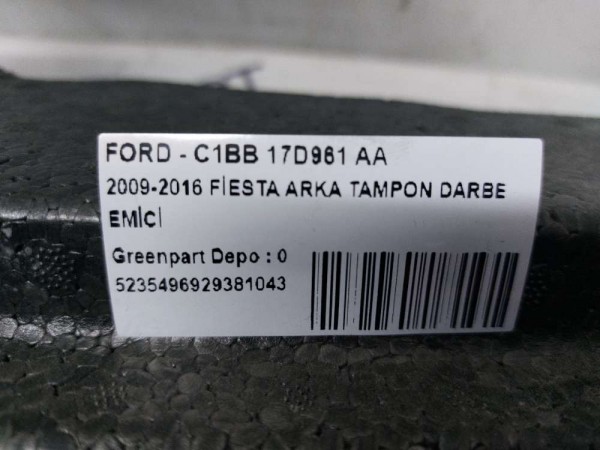 FORD - C1BB 17D961 AA
2009-2016 FİESTA ARKA TAMPON DARBE
EMİCİ
Greenpart Depo : 0
5235496929381043